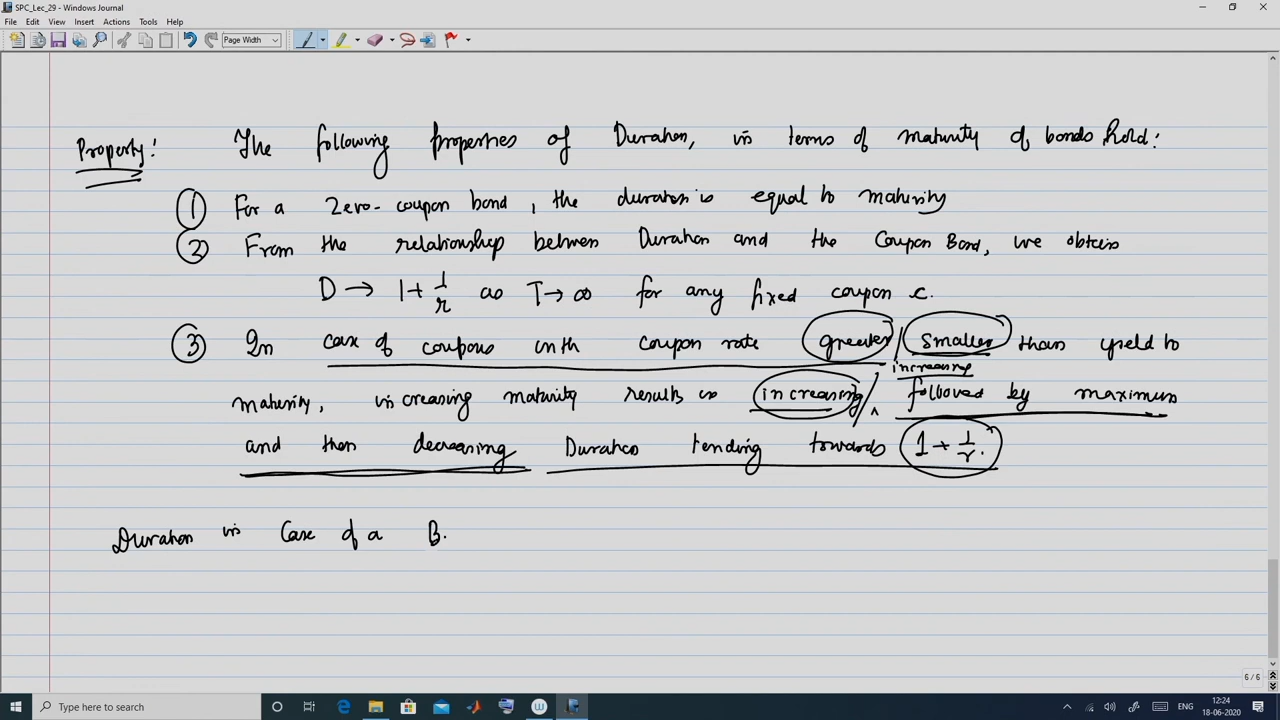 SPC_Lec_29 - Windows Journal
File Edit View Insert Actions Tools Help
Page Width
Property: The following properties of Duration, in terms of maturity of bonds hold:
1 For a Zero-coupon bond, the duration is equal to maturity
2 From the relationship between Duration and the Coupon Bond, we obtain
D → 1 + 1/r as T → ∞ for any fixed coupon c.
3 In case of coupons with coupon rate greater / smaller than yield to
increasing
maturity, increasing maturity results in increasing / ^ followed by maximum
and then decreasing Duration tending towards 1 + 1/r.
Duration in Case of a B.
6 / 6
Type here to search
ENG
12:24
18-06-2020